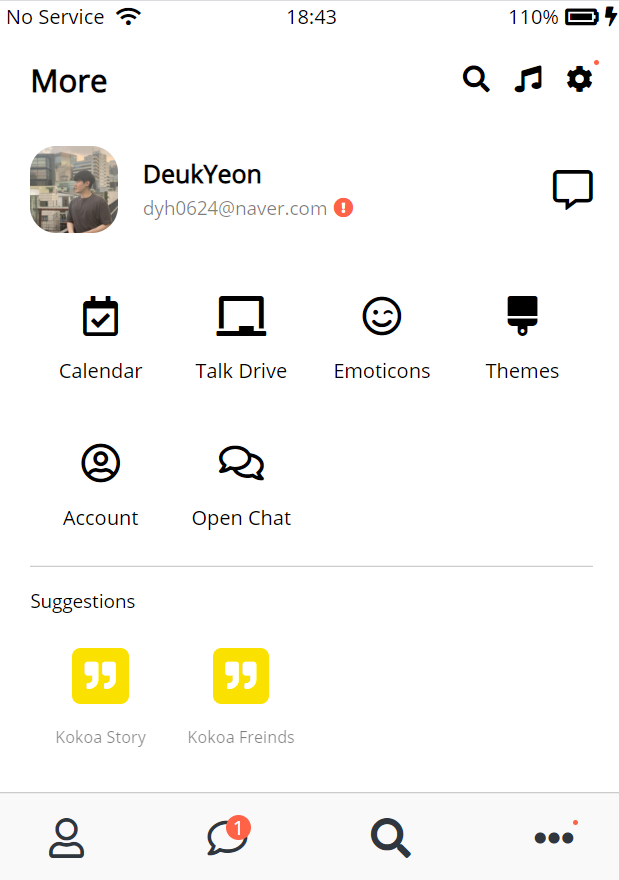 No Service 18:43 110%
More
DeukYeon
dyh0624@naver.com
Calendar Talk Drive Emoticons Themes
Account Open Chat
Suggestions
Kokoa Story Kokoa Freinds
1